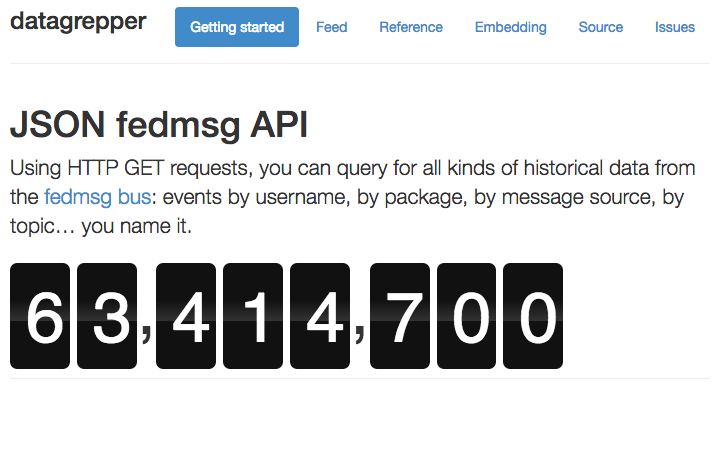 datagrepper Getting started Feed Reference Embedding Source Issues
JSON fedmsg API
Using HTTP GET requests, you can query for all kinds of historical data from
the fedmsg bus: events by username, by package, by message source, by
topic… you name it.
63,414,700